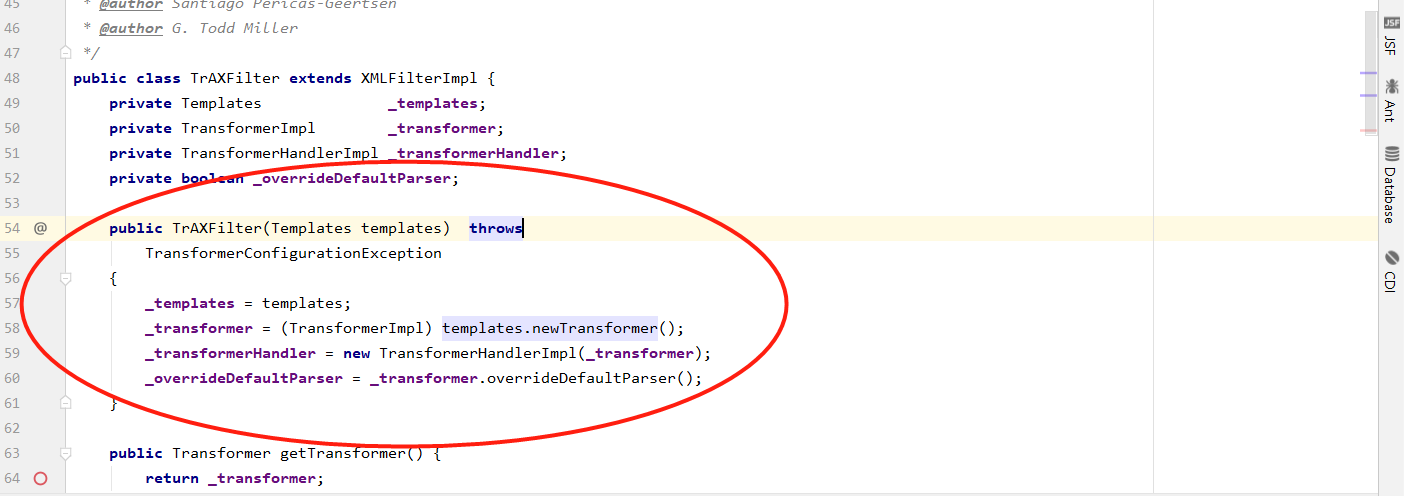 45 * @author Santiago Pericas-Geertsen
46 * @author G. Todd Miller
47 */
48 public class TrAXFilter extends XMLFilterImpl {
49 private Templates _templates;
50 private TransformerImpl _transformer;
51 private TransformerHandlerImpl _transformerHandler;
52 private boolean _overrideDefaultParser;
53
54 @ public TrAXFilter(Templates templates) throws
55 TransformerConfigurationException
56 {
57 _templates = templates;
58 _transformer = (TransformerImpl) templates.newTransformer();
59 _transformerHandler = new TransformerHandlerImpl(_transformer);
60 _overrideDefaultParser = _transformer.overrideDefaultParser();
61 }
62
63 public Transformer getTransformer() {
64 return _transformer;
JSF
JSF
Ant
Database
CDI